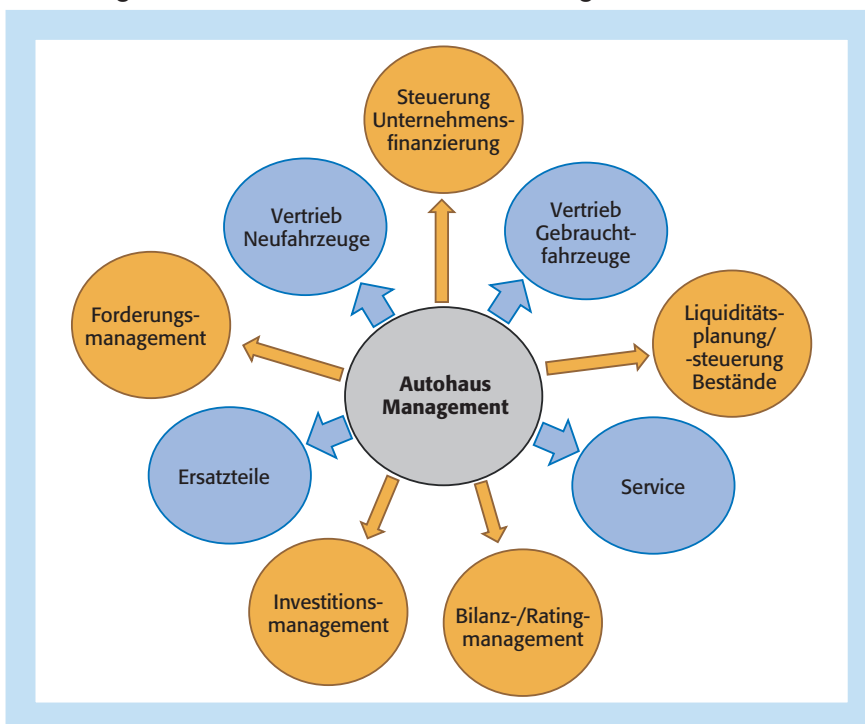 Steuerung
Unternehmens-
finanzierung
Vertrieb
Neufahrzeuge
Vertrieb
Gebraucht-
fahrzeuge
Forderungs-
management
Liquiditäts-
planung/
-steuerung
Bestände
Autohaus
Management
Ersatzteile
Service
Investitions-
management
Bilanz-/Rating-
management